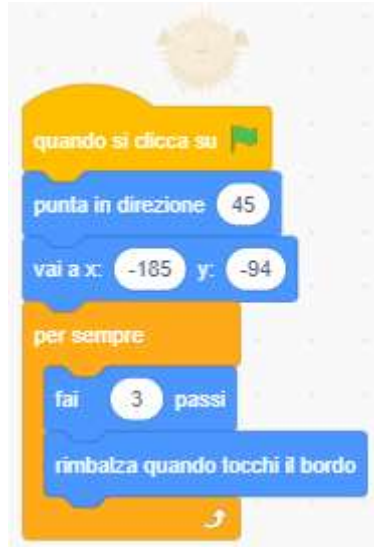 quando si clicca su
punta in direzione 45
vai a x: -185 y: -94
per sempre
fai 3 passi
rimbalza quando tocchi il bordo